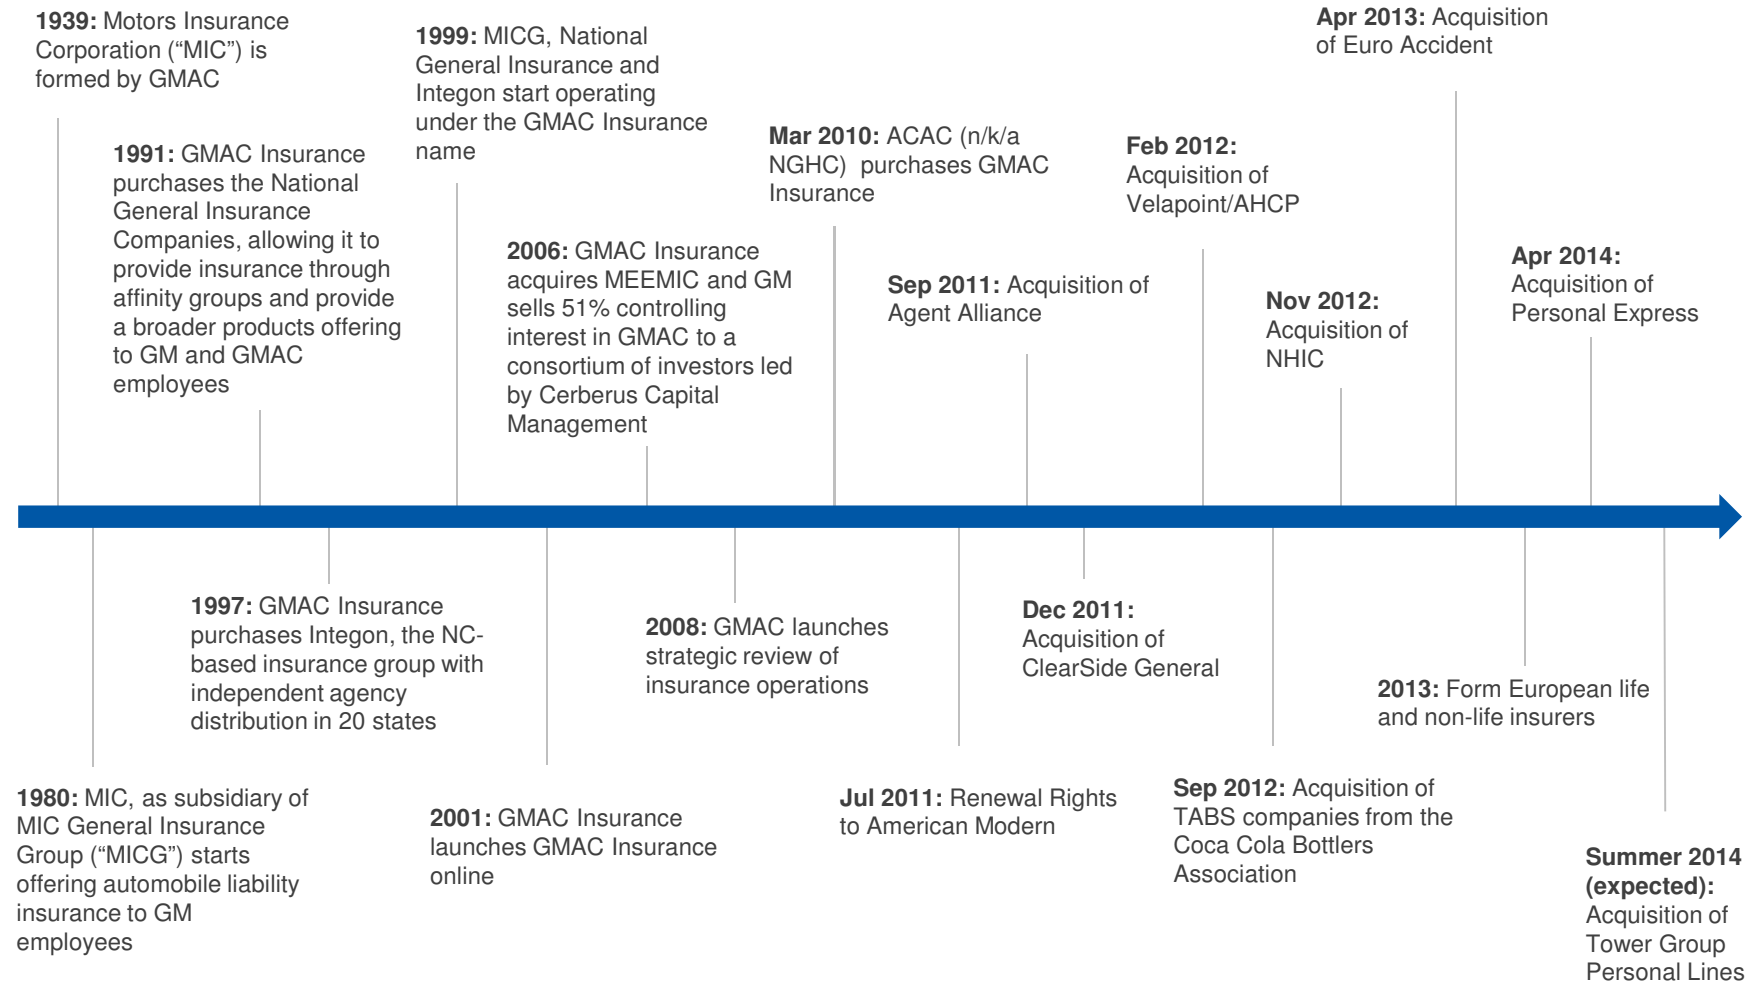 1939: Motors Insurance
Corporation (“MIC”) is
formed by GMAC
1991: GMAC Insurance
purchases the National
General Insurance
Companies, allowing it to
provide insurance through
affinity groups and provide
a broader products offering
to GM and GMAC
employees
1999: MICG, National
General Insurance and
Integon start operating
under the GMAC Insurance
name
2006: GMAC Insurance
acquires MEEMIC and GM
sells 51% controlling
interest in GMAC to a
consortium of investors led
by Cerberus Capital
Management
Mar 2010: ACAC (n/k/a
NGHC)  purchases GMAC
Insurance
Sep 2011: Acquisition of
Agent Alliance
Feb 2012:
Acquisition of
Velapoint/AHCP
Nov 2012:
Acquisition of
NHIC
Apr 2013: Acquisition
of Euro Accident
Apr 2014:
Acquisition of
Personal Express
1980: MIC, as subsidiary of
MIC General Insurance
Group (“MICG”) starts
offering automobile liability
insurance to GM
employees
1997: GMAC Insurance
purchases Integon, the NC-
based insurance group with
independent agency
distribution in 20 states
2001: GMAC Insurance
launches GMAC Insurance
online
2008: GMAC launches
strategic review of
insurance operations
Jul 2011: Renewal Rights
to American Modern
Dec 2011:
Acquisition of
ClearSide General
Sep 2012: Acquisition of
TABS companies from the
Coca Cola Bottlers
Association
2013: Form European life
and non-life insurers
Summer 2014
(expected):
Acquisition of
Tower Group
Personal Lines